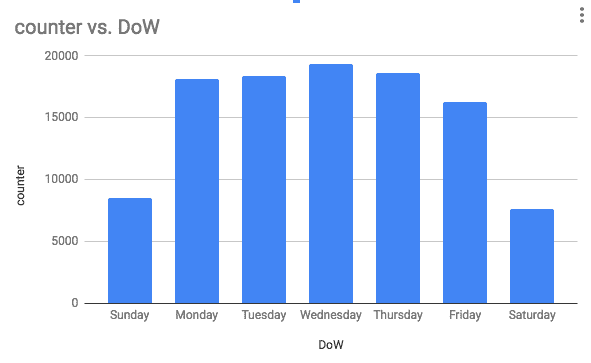 counter vs. DoW
20000
15000
10000
5000
0
counter
Sunday Monday Tuesday Wednesday Thursday Friday Saturday
DoW